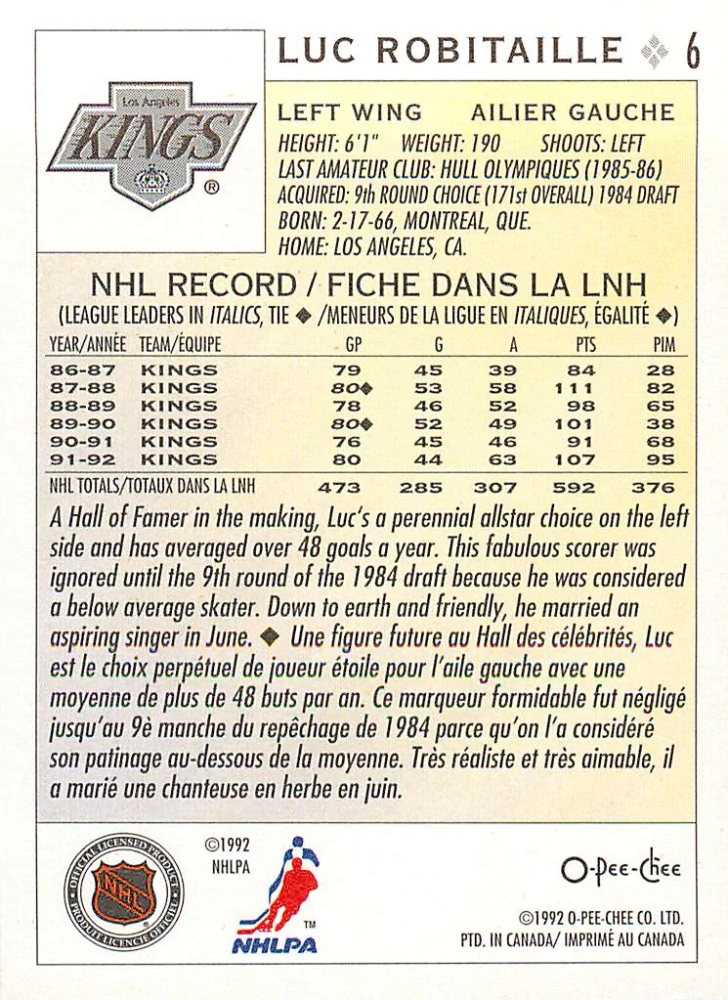 LUC ROBITAILLE ❖ 6
Los Angeles
KINGS
®
LEFT WING AILIER GAUCHE
HEIGHT: 6'1" WEIGHT: 190 SHOOTS: LEFT
LAST AMATEUR CLUB: HULL OLYMPIQUES (1985-86)
ACQUIRED: 9th ROUND CHOICE (171st OVERALL) 1984 DRAFT
BORN: 2-17-66, MONTREAL, QUE.
HOME: LOS ANGELES, CA.
NHL RECORD / FICHE DANS LA LNH
(LEAGUE LEADERS IN ITALICS, TIE ◆ /MENEURS DE LA LIGUE EN ITALIQUES, ÉGALITÉ ◆)
YEAR/ANNÉE TEAM/ÉQUIPE GP G A PTS PIM
86-87 KINGS 79 45 39 84 28
87-88 KINGS 80◆ 53 58 111 82
88-89 KINGS 78 46 52 98 65
89-90 KINGS 80◆ 52 49 101 38
90-91 KINGS 76 45 46 91 68
91-92 KINGS 80 44 63 107 95
NHL TOTALS/TOTAUX DANS LA LNH 473 285 307 592 376
A Hall of Famer in the making, Luc's a perennial allstar choice on the left
side and has averaged over 48 goals a year. This fabulous scorer was
ignored until the 9th round of the 1984 draft because he was considered
a below average skater. Down to earth and friendly, he married an
aspiring singer in June. ◆ Une figure future au Hall des célébrités, Luc
est le choix perpétuel de joueur étoile pour l'aile gauche avec une
moyenne de plus de 48 buts par an. Ce marqueur formidable fut négligé
jusqu'au 9è manche du repêchage de 1984 parce qu'on l'a considéré
son patinage au-dessous de la moyenne. Très réaliste et très aimable, il
a marié une chanteuse en herbe en juin.
OFFICIAL LICENSED PRODUCT
NHL
PRODUIT LICENCIE OFFICIEL
©1992
NHLPA
TM
NHLPA
O-Pee-Chee
©1992 O-PEE-CHEE CO. LTD.
PTD. IN CANADA/ IMPRIMÉ AU CANADA